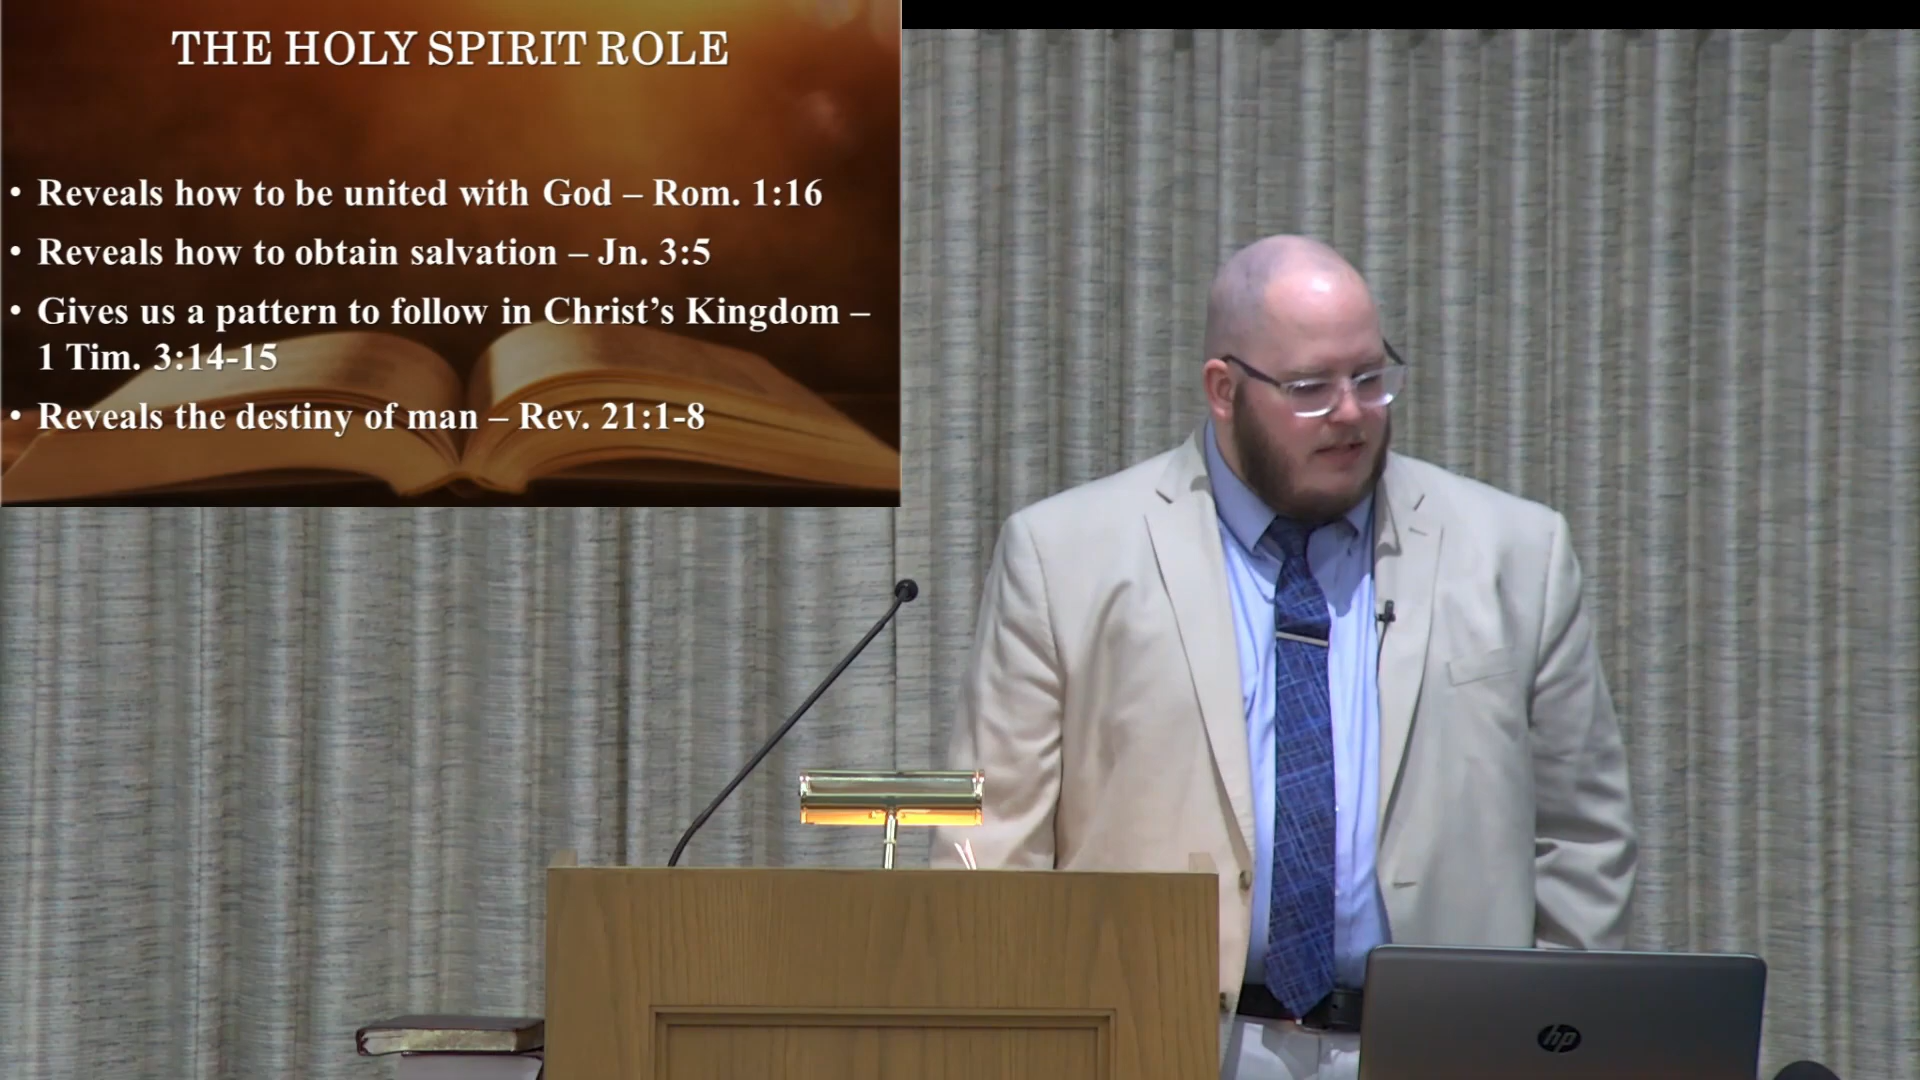 THE HOLY SPIRIT ROLE
• Reveals how to be united with God – Rom. 1:16
• Reveals how to obtain salvation – Jn. 3:5
• Gives us a pattern to follow in Christ’s Kingdom –
1 Tim. 3:14-15
• Reveals the destiny of man – Rev. 21:1-8
hp